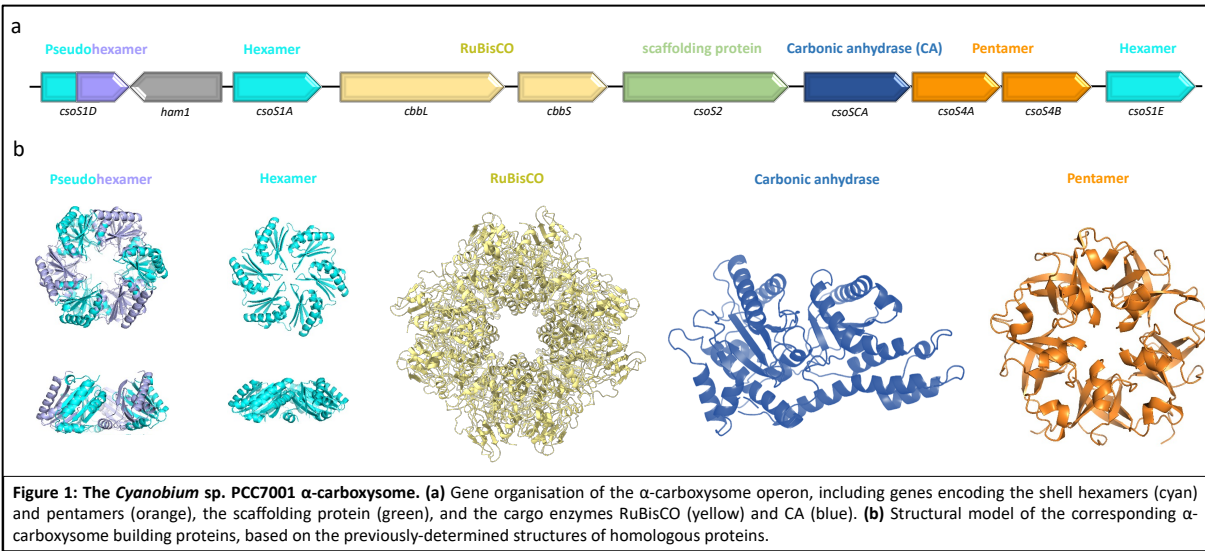 a
Pseudohexamer Hexamer RuBisCO scaffolding protein Carbonic anhydrase (CA) Pentamer Hexamer
csoS1D ham1 csoS1A cbbL cbbS csoS2 csoSCA csoS4A csoS4B csoS1E
b
Pseudohexamer Hexamer RuBisCO Carbonic anhydrase Pentamer
Figure 1: The Cyanobium sp. PCC7001 α-carboxysome. (a) Gene organisation of the α-carboxysome operon, including genes encoding the shell hexamers (cyan)
and pentamers (orange), the scaffolding protein (green), and the cargo enzymes RuBisCO (yellow) and CA (blue). (b) Structural model of the corresponding α-
carboxysome building proteins, based on the previously-determined structures of homologous proteins.